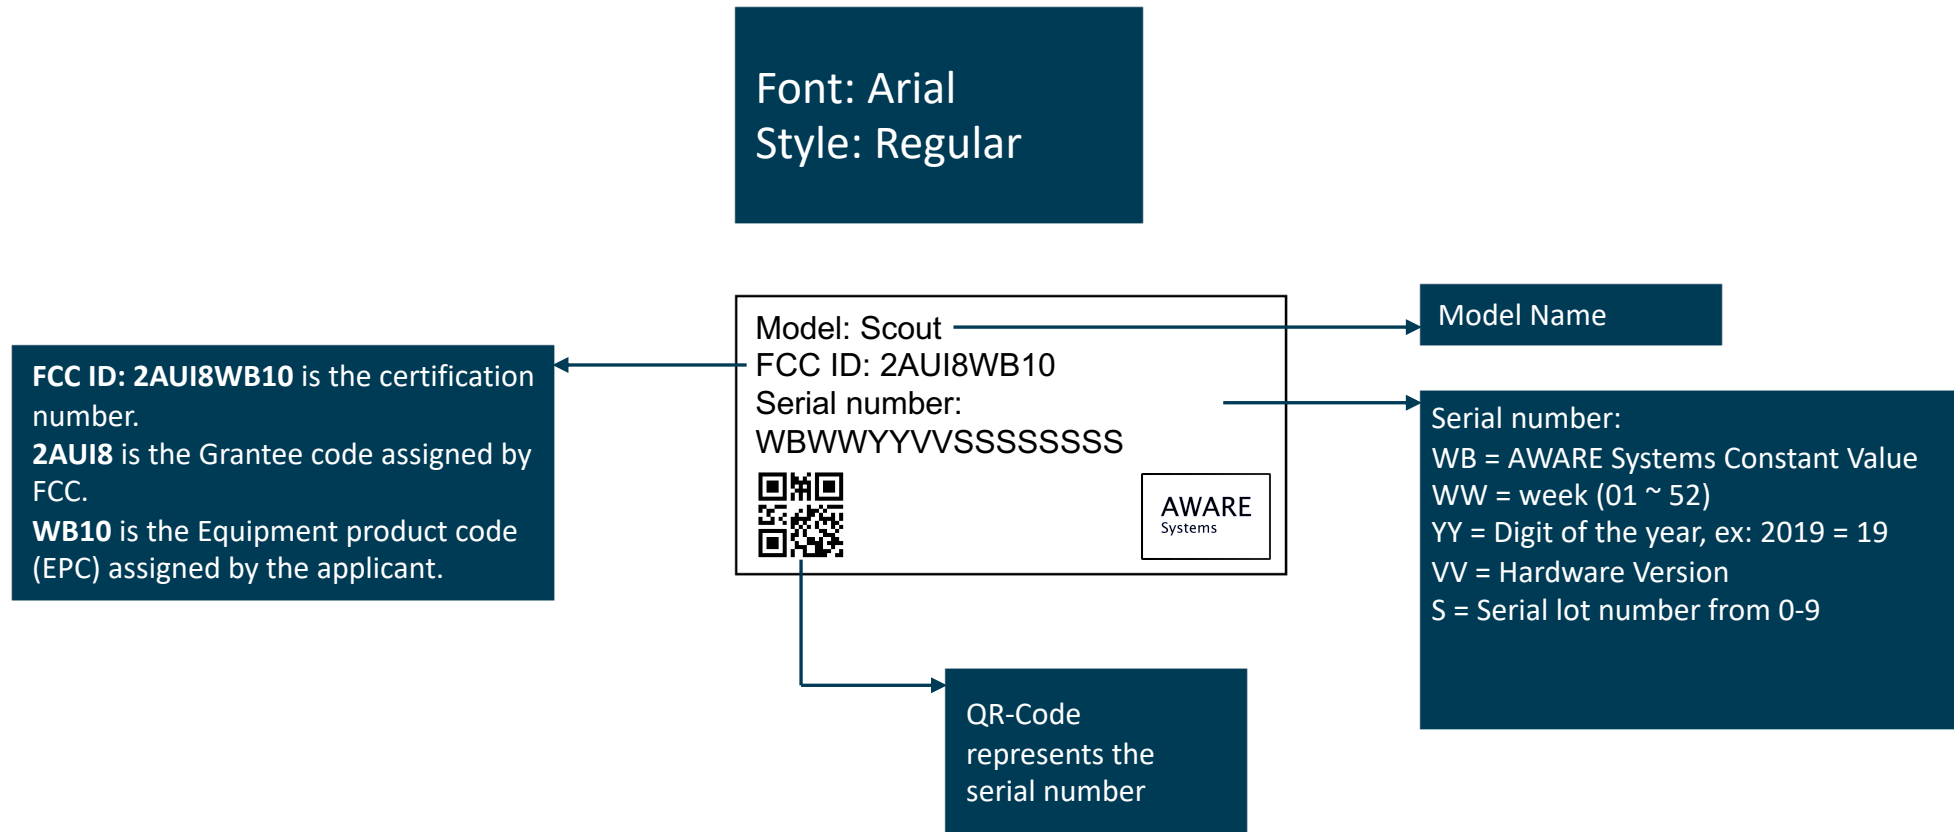 Font: Arial
Style: Regular
Model: Scout
FCC ID: 2AUI8WB10
Serial number:
WBWWYYVVSSSSSSSS
AWARE
Systems
Model Name
FCC ID: 2AUI8WB10 is the certification
number.
2AUI8 is the Grantee code assigned by
FCC.
WB10 is the Equipment product code
(EPC) assigned by the applicant.
Serial number:
WB = AWARE Systems Constant Value
WW = week (01 ~ 52)
YY = Digit of the year, ex: 2019 = 19
VV = Hardware Version
S = Serial lot number from 0-9
QR-Code
represents the
serial number